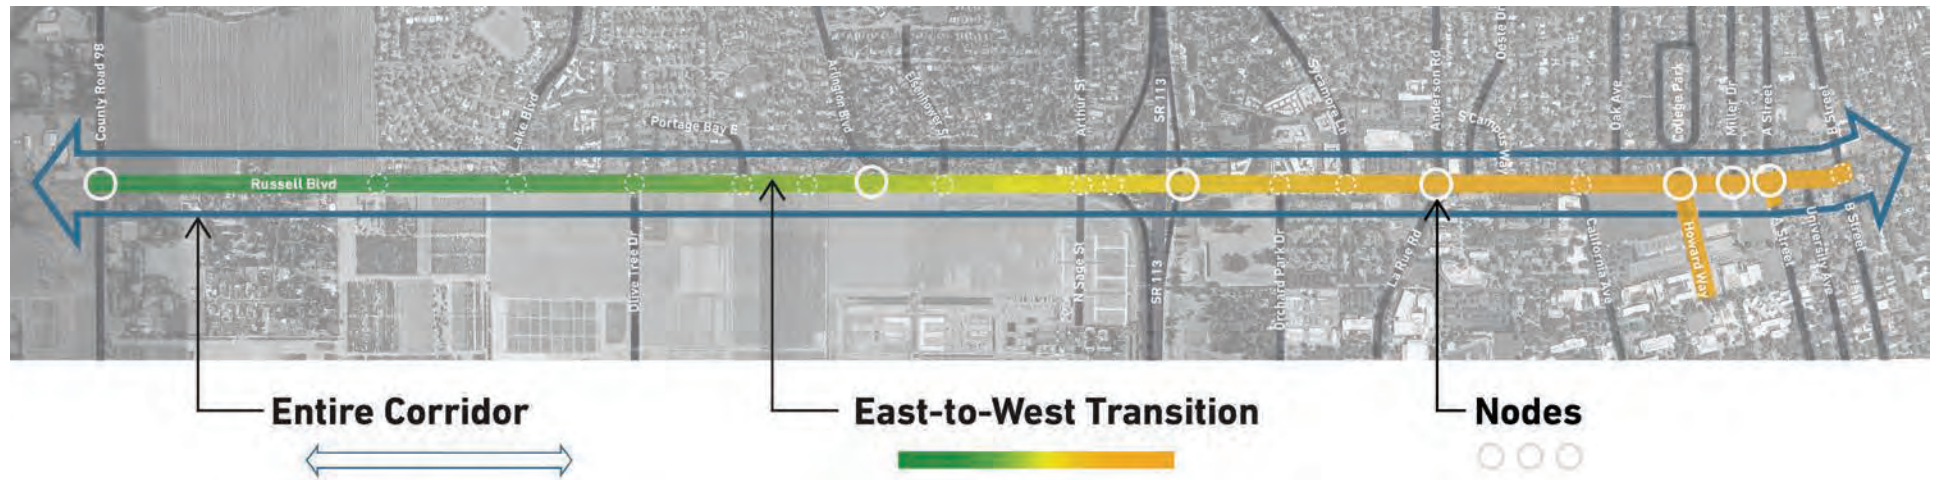 County Road 98
Lake Blvd
Portage Bay E
Arlington Blvd
Eisenhower St
Arthur St
SR 113
Sycamore Ln
Anderson Rd
S Campus Way
Oeste Dr
Oak Ave
College Park
Miller Dr
A Street
B Street
Russell Blvd
Olive Tree Dr
N Sage St
SR 113
Orchard Park Dr
La Rue Rd
California Ave
Howard Way
A Street
University Ave
B Street
Entire Corridor
East-to-West Transition
Nodes